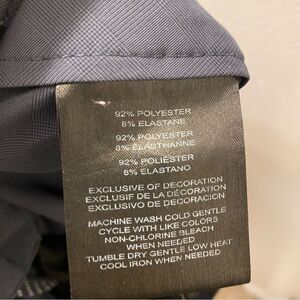 92% POLYESTER
8% ELASTANE
92% POLYESTER
8% ÉLASTHANNE
92% POLIÉSTER
8% ELASTANO
EXCLUSIVE OF DECORATION
EXCLUSIF DE LA DÉCORATION
EXCLUSIVO DE DECORACIÓN
MACHINE WASH COLD GENTLE
CYCLE WITH LIKE COLORS
NON-CHLORINE BLEACH
WHEN NEEDED
TUMBLE DRY GENTLE LOW HEAT
COOL IRON WHEN NEEDED